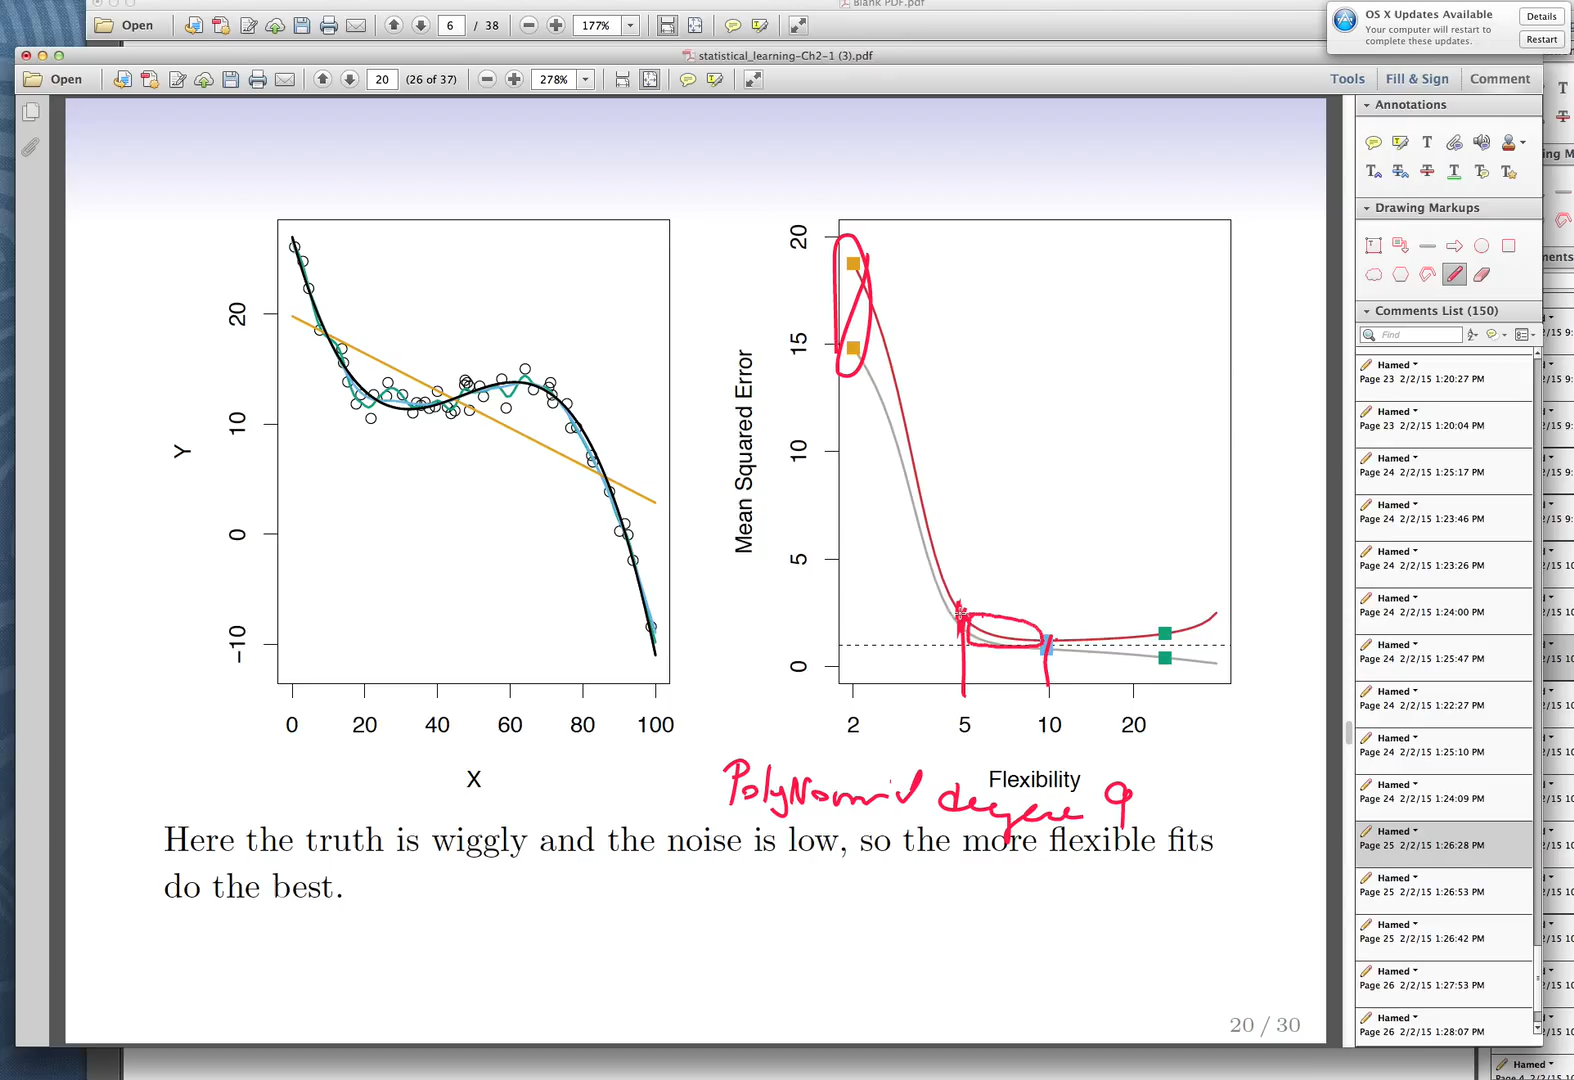 Blank PDF.pdf
Open
6 / 38
177%
OS X Updates Available
Your computer will restart to
complete these updates.
Details
Restart
statistical_learning-Ch2-1 (3).pdf
Open
20 (26 of 37)
278%
Tools
Fill & Sign
Comment
Annotations
Drawing Markups
Comments List (150)
Find
Hamed
Page 23 2/2/15 1:20:27 PM
Hamed
Page 23 2/2/15 1:20:04 PM
Hamed
Page 24 2/2/15 1:25:17 PM
Hamed
Page 24 2/2/15 1:23:46 PM
Hamed
Page 24 2/2/15 1:23:26 PM
Hamed
Page 24 2/2/15 1:24:00 PM
Hamed
Page 24 2/2/15 1:25:47 PM
Hamed
Page 24 2/2/15 1:22:27 PM
Hamed
Page 24 2/2/15 1:25:10 PM
Hamed
Page 24 2/2/15 1:24:09 PM
Hamed
Page 25 2/2/15 1:26:28 PM
Hamed
Page 25 2/2/15 1:26:53 PM
Hamed
Page 25 2/2/15 1:26:42 PM
Hamed
Page 26 2/2/15 1:27:53 PM
Hamed
Page 26 2/2/15 1:28:07 PM
Hamed
20
10
0
−10
Y
0 20 40 60 80 100
X
20
15
10
5
0
Mean Squared Error
2 5 10 20
Flexibility
degree 9
Here the truth is wiggly and the noise is low, so the more flexible fits
do the best.
20 / 30